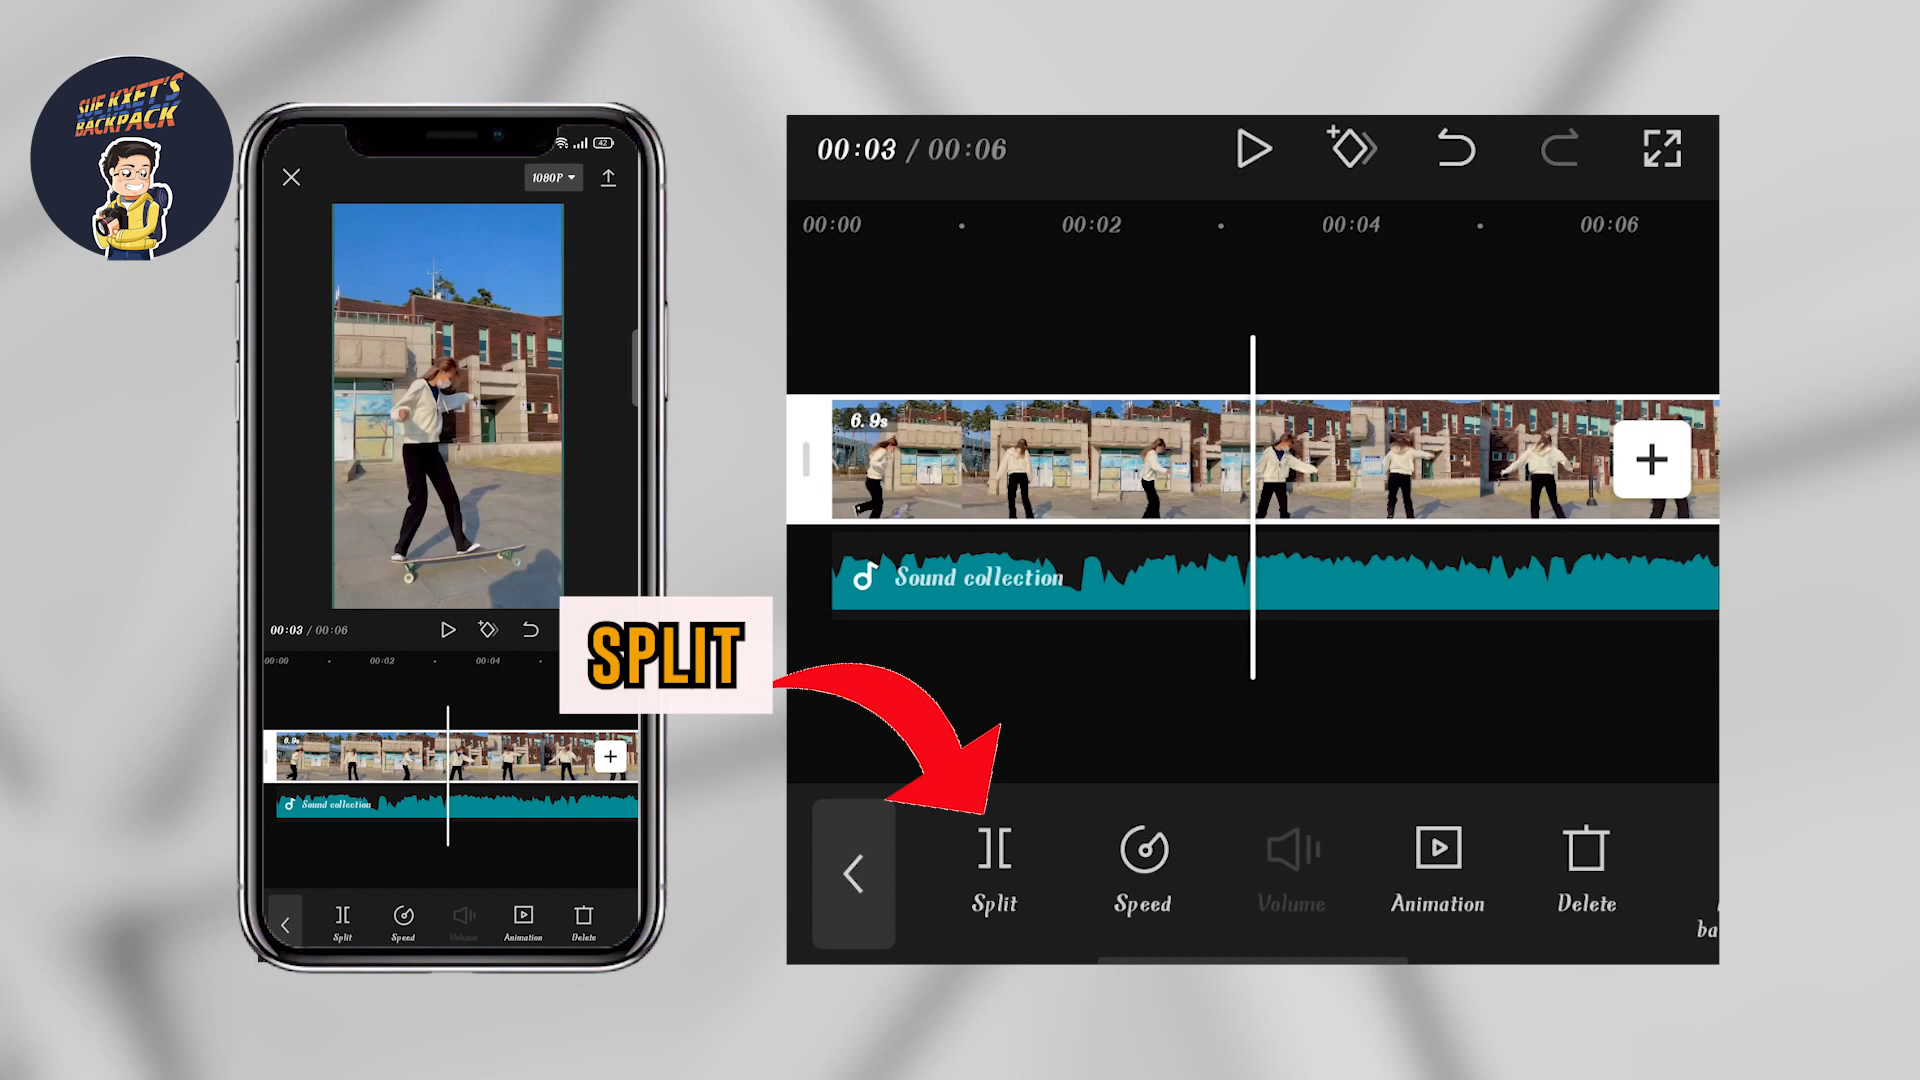 SUE KXET'S
BACKPACK
42
1080P
00:03 / 00:06
00:00
00:02
00:04
6.9s
Sound collection
Split
Speed
Volume
Animation
Delete
SPLIT
00:03 / 00:06
00:00
00:02
00:04
00:06
6.9s
Sound collection
Split
Speed
Volume
Animation
Delete
ba